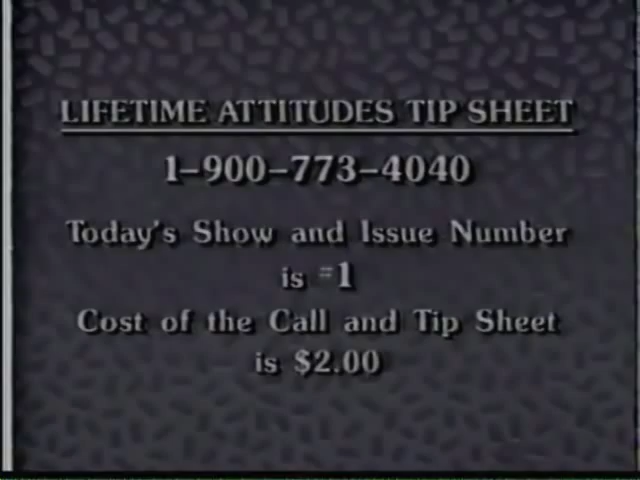 LIFETIME ATTITUDES TIP SHEET
1-900-773-4040
Today's Show and Issue Number
is #1
Cost of the Call and Tip Sheet
is $2.00